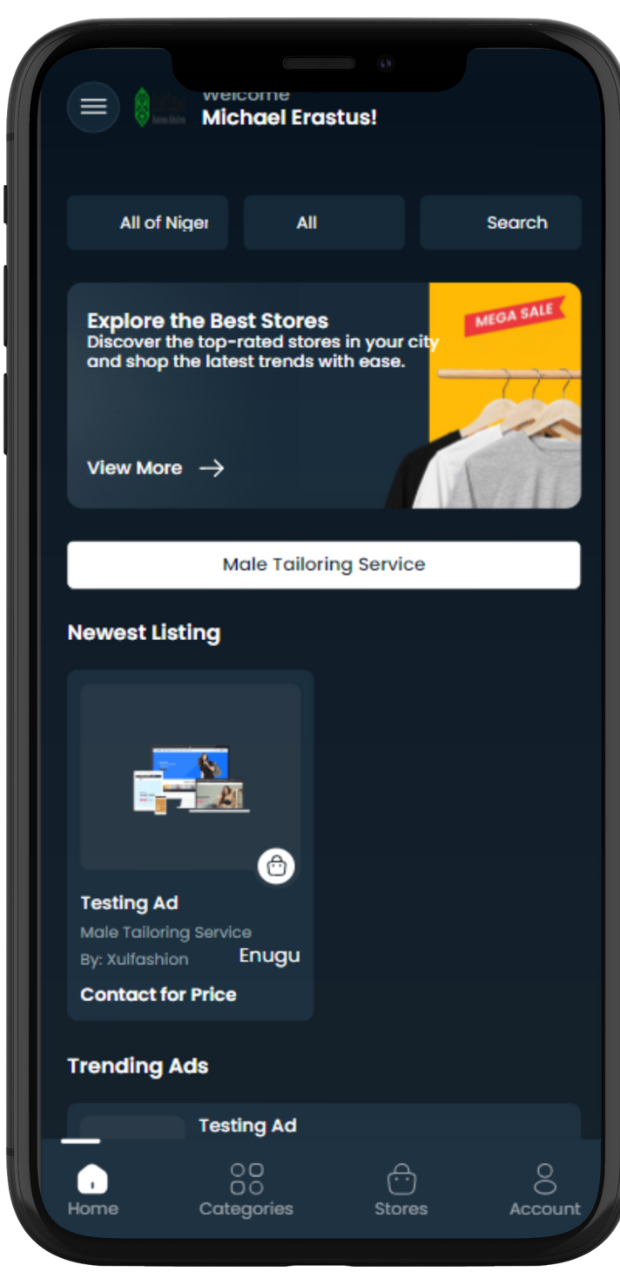 Welcome
Michael Erastus!
All of Niger
All
Search
Explore the Best Stores
Discover the top-rated stores in your city
and shop the latest trends with ease.
MEGA SALE
View More
Male Tailoring Service
Newest Listing
Testing Ad
Male Tailoring Service
By: Xulfashion
Enugu
Contact for Price
Trending Ads
Testing Ad
Home
Categories
Stores
Account